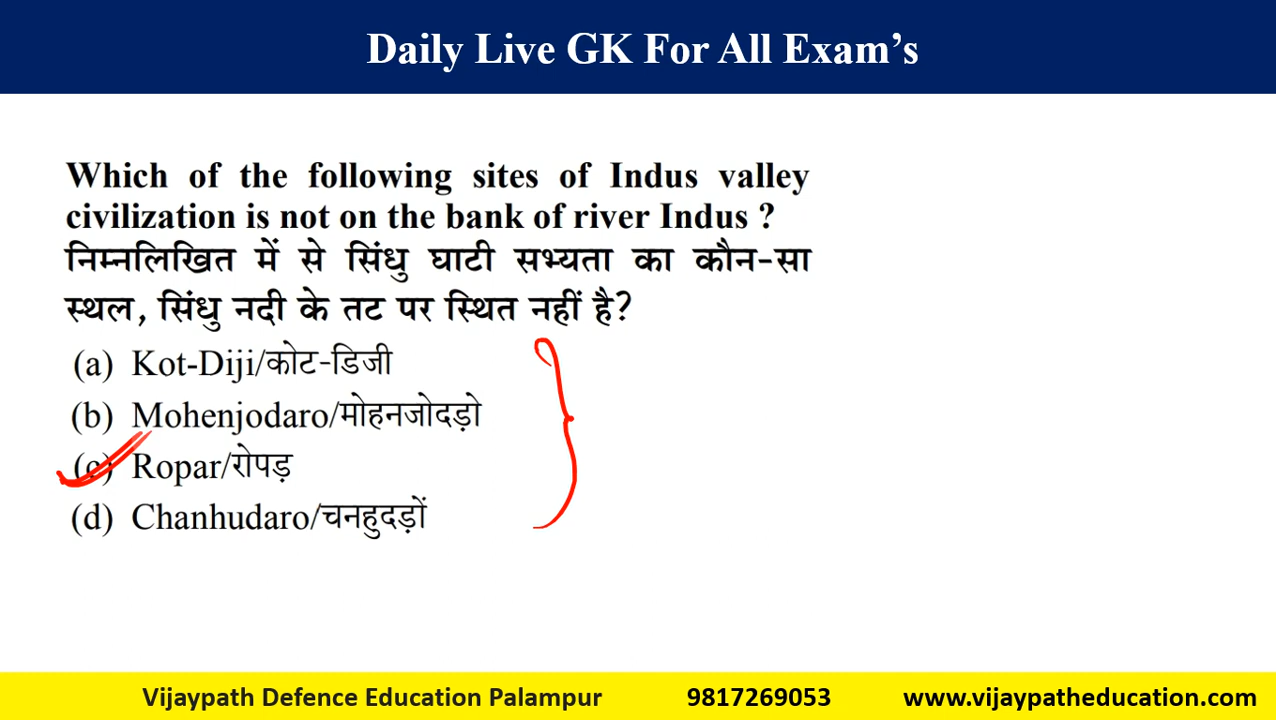 Daily Live GK For All Exam’s
Which of the following sites of Indus valley
civilization is not on the bank of river Indus ?
निम्नलिखित में से सिंधु घाटी सभ्यता का कौन-सा
स्थल, सिंधु नदी के तट पर स्थित नहीं है?
(a) Kot-Diji/कोट-डिजी
(b) Mohenjodaro/मोहनजोदड़ो
(c) Ropar/रोपड़
(d) Chanhudaro/चनहुदड़ों
Vijaypath Defence Education Palampur 9817269053 www.vijaypatheducation.com